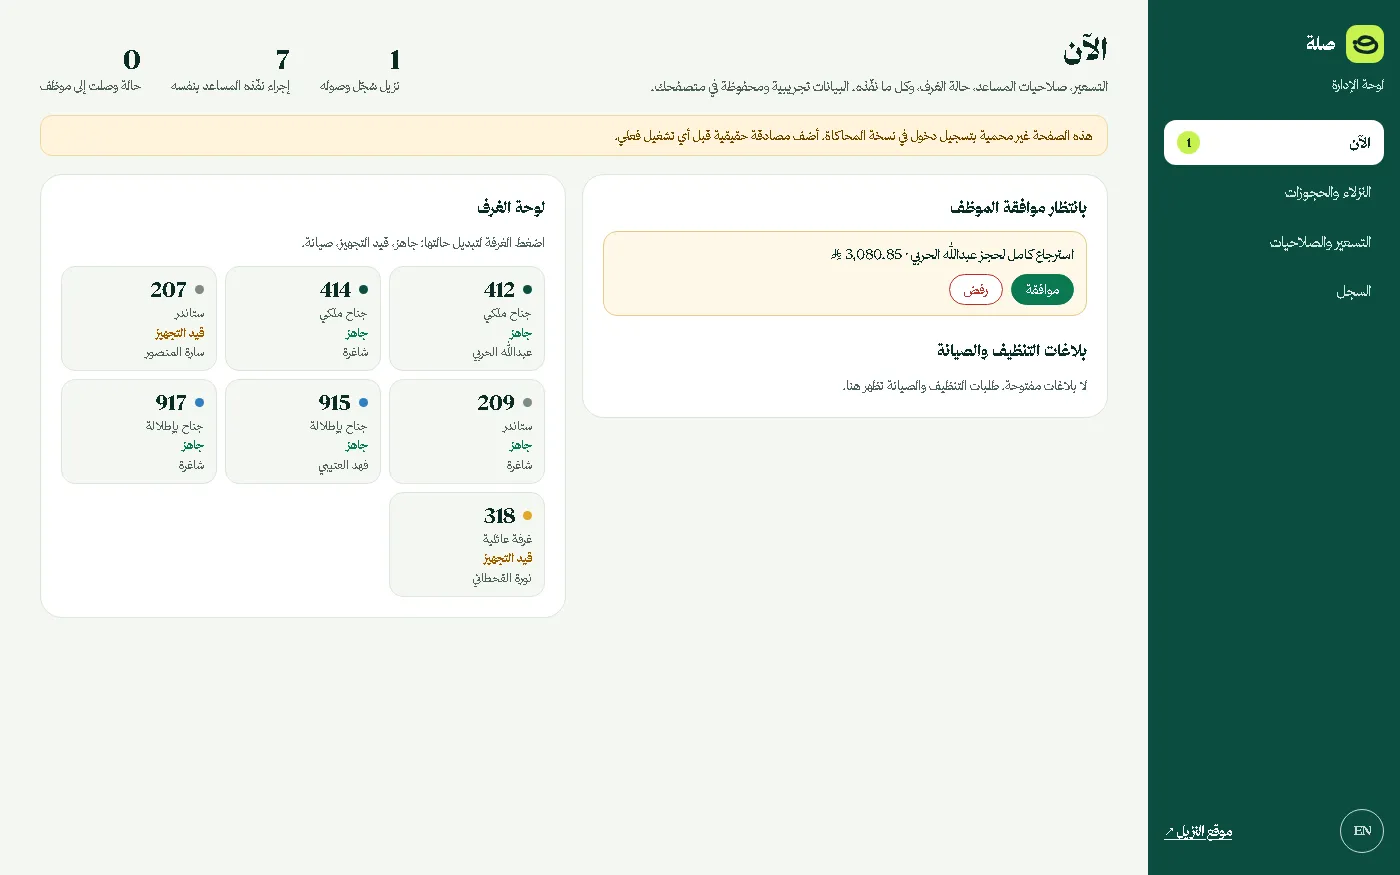 صلة
لوحة الإدارة
الآن
1
النزلاء والحجوزات
التسعير والصلاحيات
السجل
EN
موقع النزيل ↗
الآن
التسعير، صلاحيات المساعد، حالة الغرف، وكل ما نفّذه. البيانات تجريبية ومحفوظة في متصفحك.
1
نزيل سُجّل وصوله
7
إجراء نفّذه المساعد بنفسه
0
حالة وصلت إلى موظف
هذه الصفحة غير محمية بتسجيل دخول في نسخة المحاكاة. أضف مصادقة حقيقية قبل أي تشغيل فعلي.
بانتظار موافقة الموظف
استرجاع كامل لحجز عبدالله الحربي · 3,080.85 ⃁
موافقة
رفض
بلاغات التنظيف والصيانة
لا بلاغات مفتوحة. طلبات التنظيف والصيانة تظهر هنا.
لوحة الغرف
اضغط الغرفة لتبديل حالتها: جاهز، قيد التجهيز، صيانة.
412
جناح ملكي
جاهز
عبدالله الحربي
414
جناح ملكي
جاهز
شاغرة
207
ستاندر
قيد التجهيز
سارة المنصور
209
ستاندر
جاهز
شاغرة
915
جناح بإطلالة
جاهز
فهد العتيبي
917
جناح بإطلالة
جاهز
شاغرة
318
غرفة عائلية
قيد التجهيز
نورة القحطاني